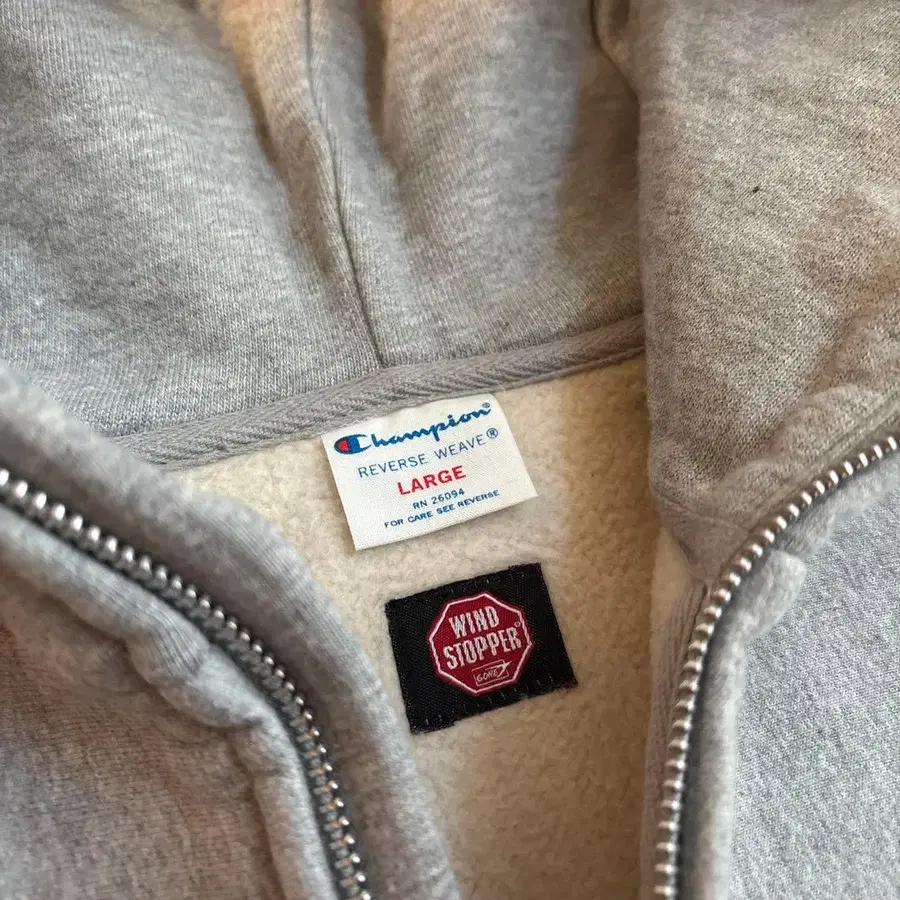 Champion®
REVERSE WEAVE®
LARGE
RN 26094
FOR CARE SEE REVERSE
WIND
STOPPER®
GORE